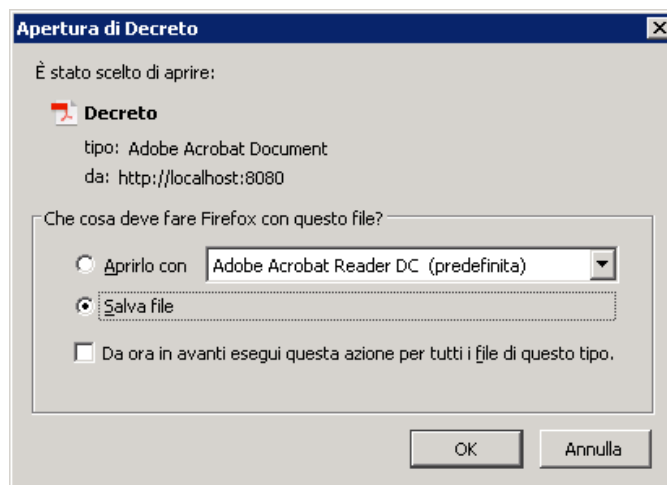 Apertura di Decreto
È stato scelto di aprire:
Decreto
tipo: Adobe Acrobat Document
da: http://localhost:8080
Che cosa deve fare Firefox con questo file?
Aprirlo con Adobe Acrobat Reader DC (predefinita)
Salva file
Da ora in avanti esegui questa azione per tutti i file di questo tipo.
OK Annulla